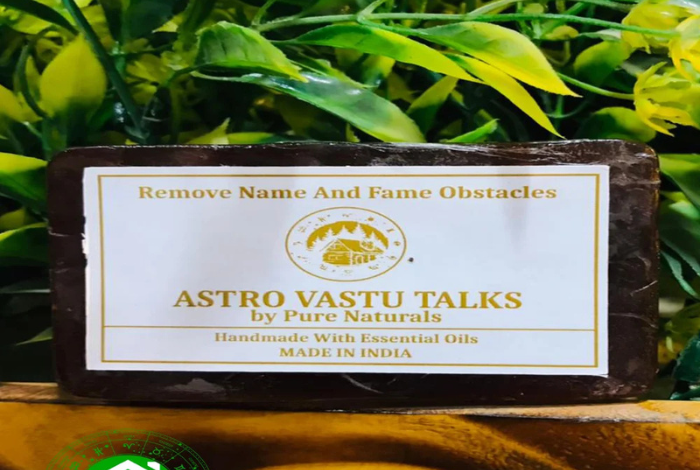 Remove Name And Fame Obstacles
ASTRO VASTU TALKS
by Pure Naturals
Handmade With Essential Oils
MADE IN INDIA